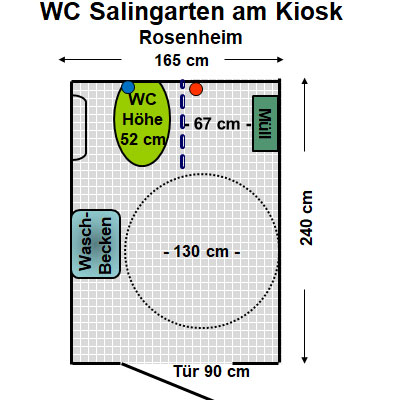 WC Salingarten am Kiosk
Rosenheim
165 cm
WC
Höhe
52 cm
- 67 cm -
Müll
240 cm
Wasch-
Becken
- 130 cm -
Tür 90 cm